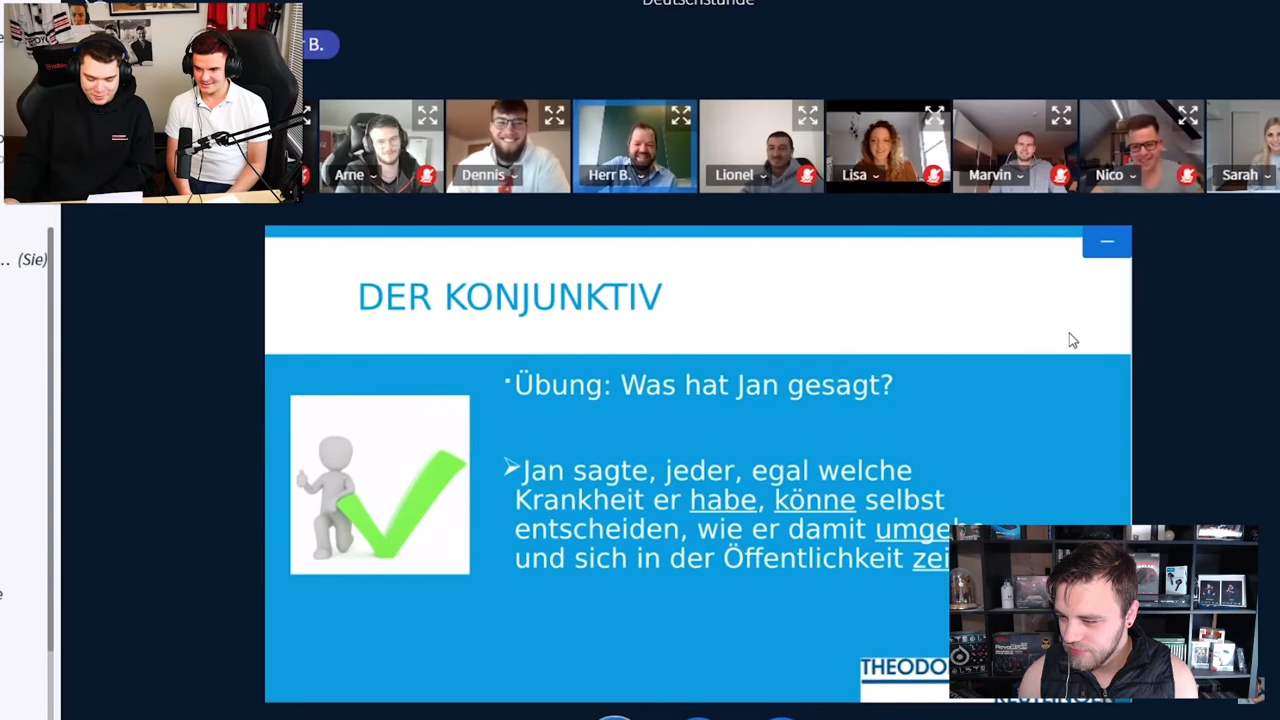 Deutschstunde
B.
Arne
Dennis
Herr B.
Lionel
Lisa
Marvin
Nico
Sarah
... (Sie)
DER KONJUNKTIV
Übung: Was hat Jan gesagt?
Jan sagte, jeder, egal welche
Krankheit er habe, könne selbst
entscheiden, wie er damit
und sich in der Öffentlichkeit